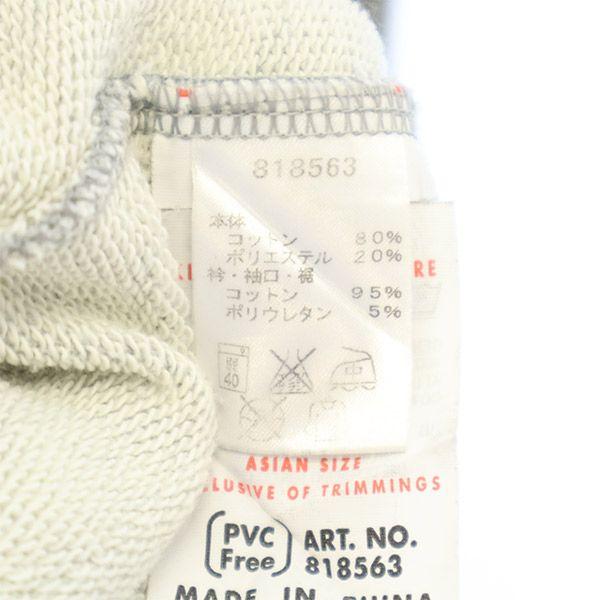 818563
本体
コットン 80%
ポリエステル 20%
衿・袖口・裾
コットン 95%
ポリウレタン 5%
40
中
ASIAN SIZE
OF TRIMMINGS
PVC Free
ART. NO.
818563
MADE IN CHINA